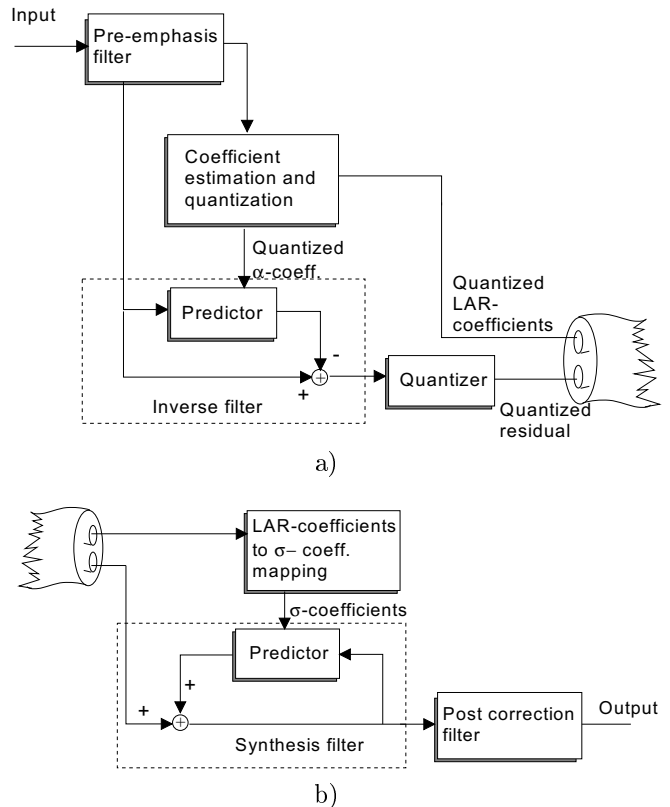 Input
Pre-emphasis
filter
Coefficient
estimation and
quantization
Quantized
α-coeff.
Quantized
LAR-
coefficients
Predictor
-
+
Quantizer
Inverse filter
Quantized
residual
a)
LAR-coefficients
to σ– coeff.
mapping
σ-coefficients
Predictor
+
+
Synthesis filter
Post correction
filter
Output
b)